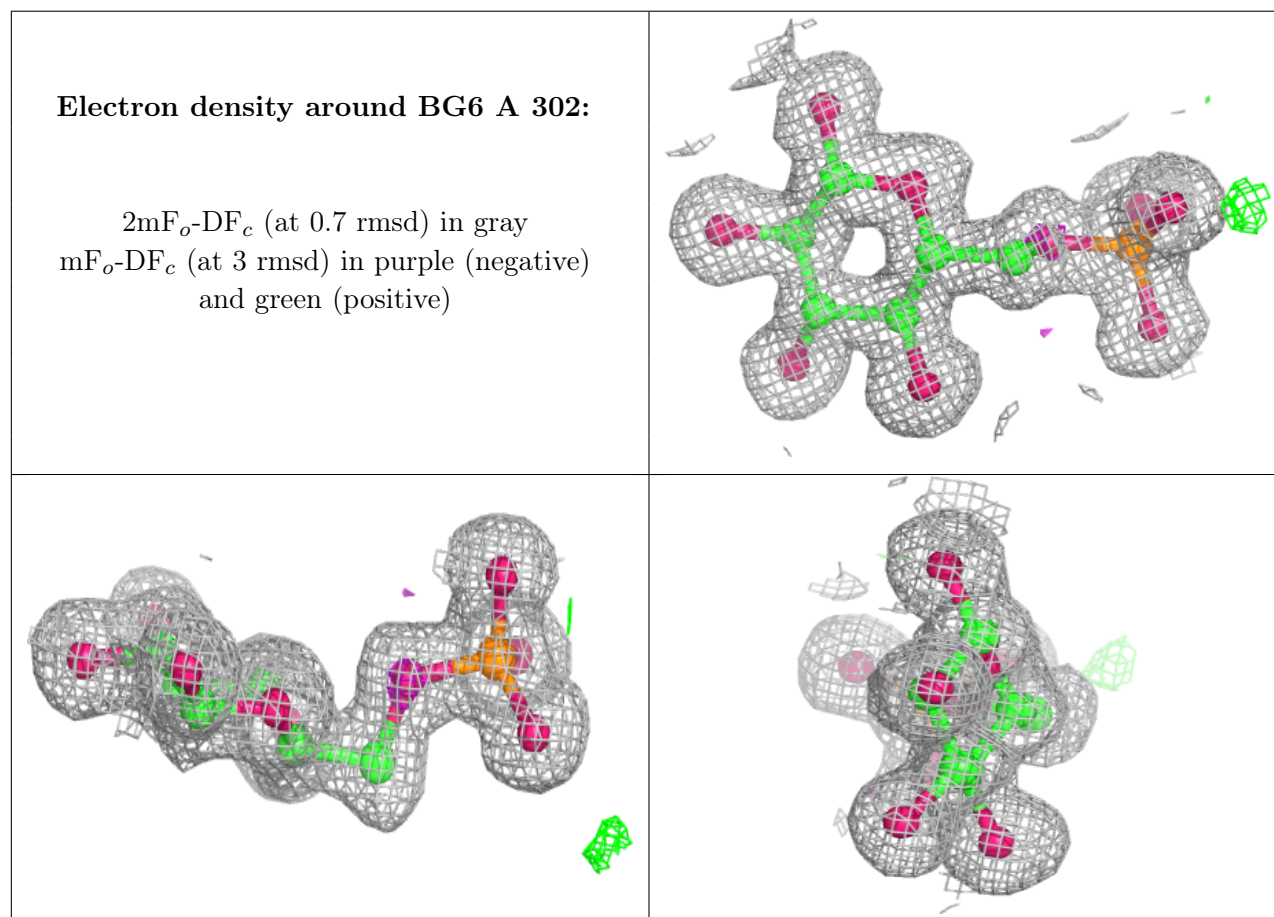 Electron density around BG6 A 302:
2mFo-DFc (at 0.7 rmsd) in gray
mFo-DFc (at 3 rmsd) in purple (negative)
and green (positive)